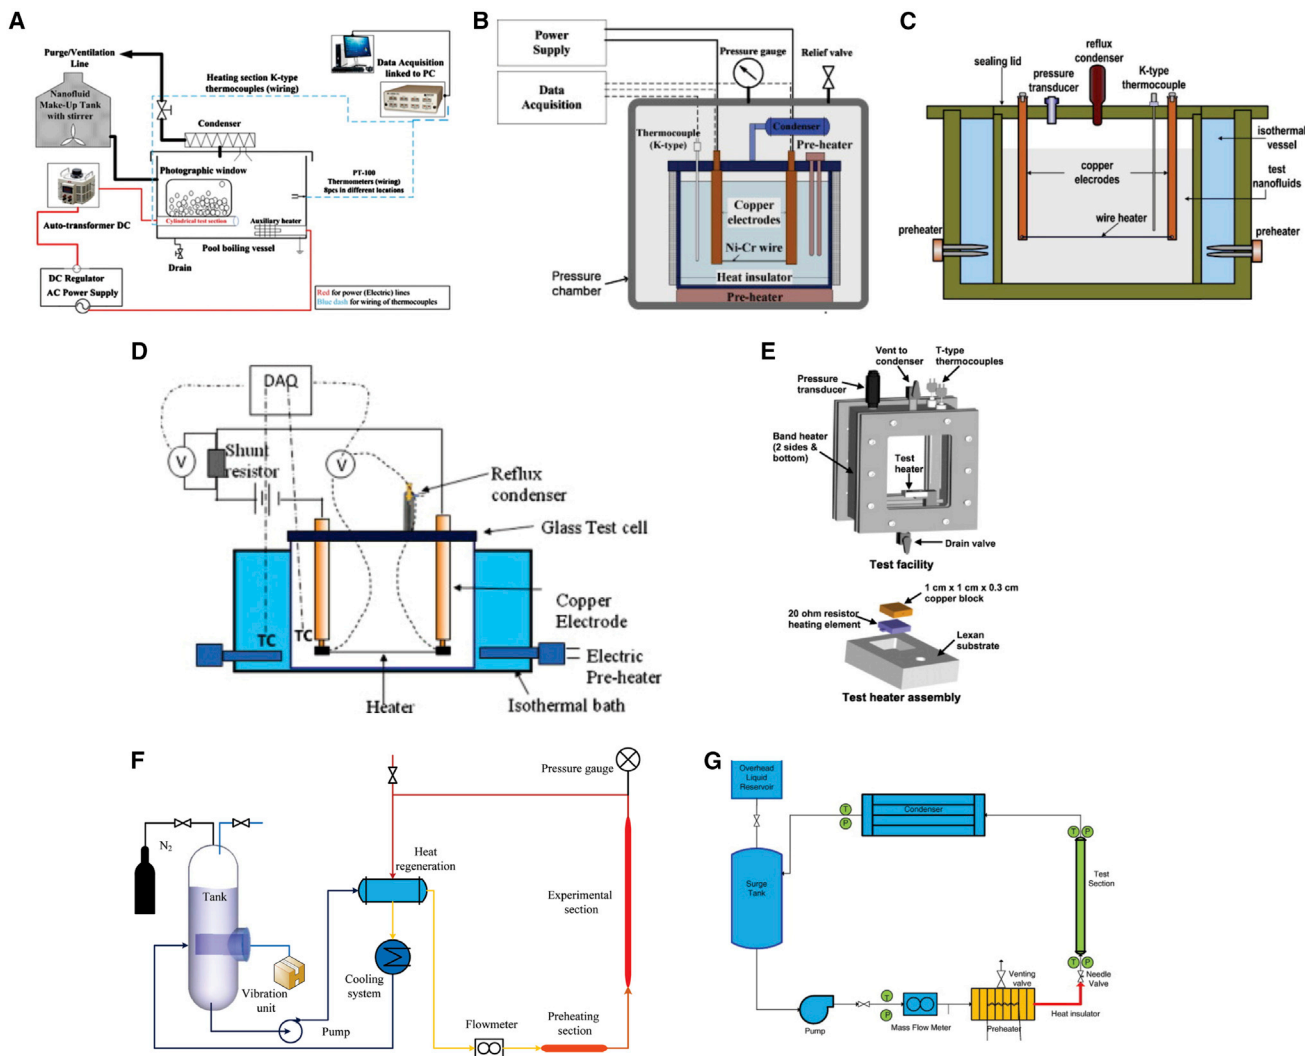 A
Purge/Ventilation
Line
Nanofluid
Make-Up Tank
with stirrer
Heating section K-type
thermocouples (wiring)
Data Acquisition
linked to PC
Condenser
Photographic window
PT-100
Thermometers (wiring)
8pcs in different locations
Cylindrical test section
Auxiliary heater
Auto-transformer DC
Pool boiling vessel
Drain
DC Regulator
AC Power Supply
Red for power (Electric) lines
Blue dash for wiring of thermocouples
B
Power
Supply
Pressure gauge
Relief valve
Data
Acquisition
Thermocouple
(K-type)
Condenser
Pre-heater
Copper
electrodes
Ni-Cr wire
Heat insulator
Pressure
chamber
Pre-heater
C
sealing lid
pressure
transducer
reflux
condenser
K-type
thermocouple
isothermal
vessel
copper
elecrodes
test
nanofluids
wire heater
preheater
preheater
D
DAQ
V
Shunt
resistor
V
Reflux
condenser
Glass Test cell
Copper
Electrode
TC
TC
Electric
Pre-heater
Heater
Isothermal bath
E
Vent to
condenser
T-type
thermocouples
Pressure
transducer
Band heater
(2 sides &
bottom)
Test
heater
Drain valve
Test facility
1 cm x 1 cm x 0.3 cm
copper block
20 ohm resistor
heating element
Lexan
substrate
Test heater assembly
F
Pressure gauge
N2
Heat
regeneration
Tank
Experimental
section
Cooling
system
Vibration
unit
Pump
Flowmeter
Preheating
section
G
Overhead
Liquid
Reservoir
T
P
Condenser
T
P
Surge
Tank
Test
Section
T
P
Venting
valve
Needle
Valve
T
P
Pump
Mass Flow Meter
Preheater
Heat insulator